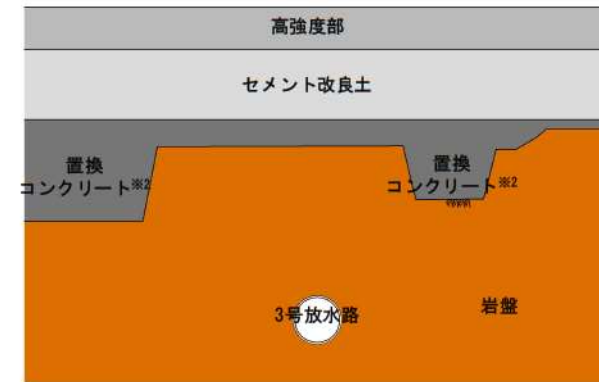 高強度部
セメント改良土
置換
コンクリート※2
置換
コンクリート※2
3号放水路
岩盤